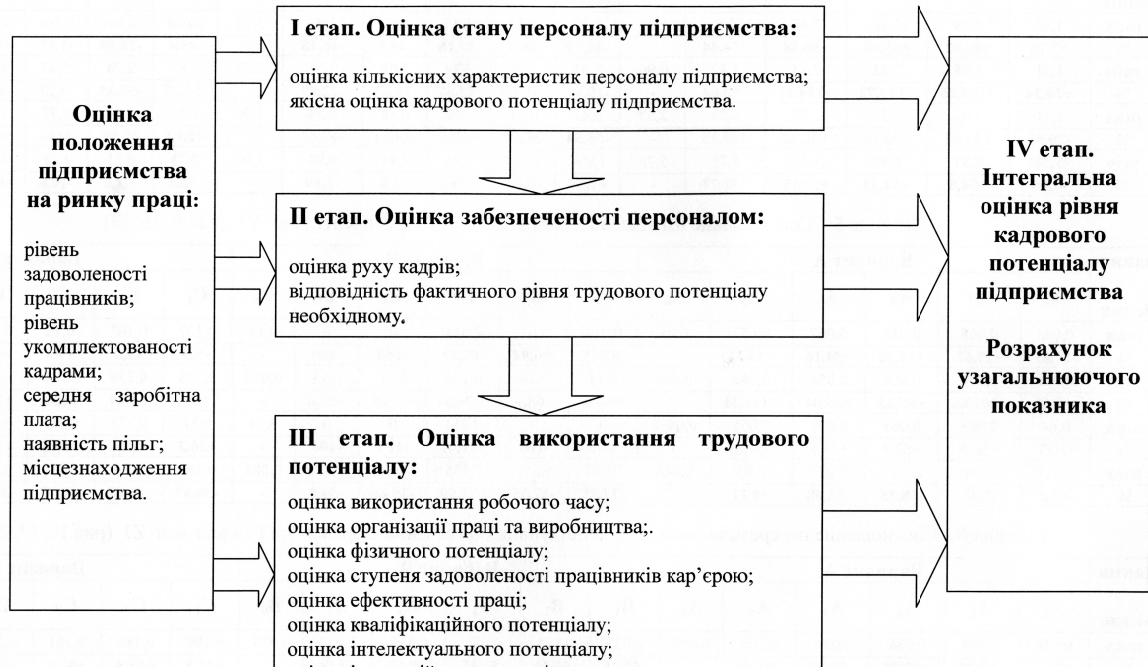 Оцінка
положення
підприємства
на ринку праці:
рівень
задоволеності
працівників;
рівень
укомплектованості
кадрами;
середня заробітна
плата;
наявність пільг;
місцезнаходження
підприємства.
І етап. Оцінка стану персоналу підприємства:
оцінка кількісних характеристик персоналу підприємства;
якісна оцінка кадрового потенціалу підприємства.
ІІ етап. Оцінка забезпеченості персоналом:
оцінка руху кадрів;
відповідність фактичного рівня трудового потенціалу
необхідному.
ІІІ етап. Оцінка використання трудового
потенціалу:
оцінка використання робочого часу;
оцінка організації праці та виробництва;.
оцінка фізичного потенціалу;
оцінка ступеня задоволеності працівників кар’єрою;
оцінка ефективності праці;
оцінка кваліфікаційного потенціалу;
оцінка інтелектуального потенціалу;
IV етап.
Інтегральна
оцінка рівня
кадрового
потенціалу
підприємства
Розрахунок
узагальнюючого
показника